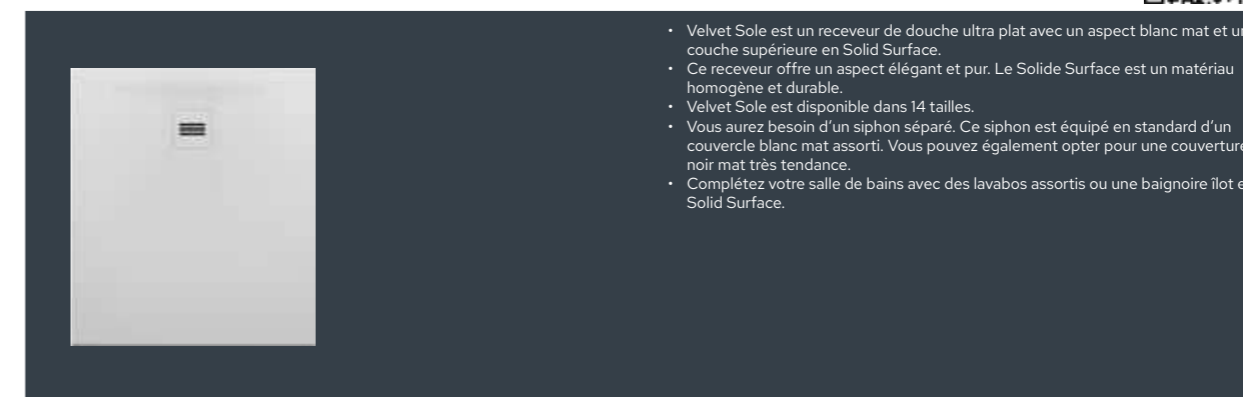 • Velvet Sole est un receveur de douche ultra plat avec un aspect blanc mat et
couche supérieure en Solid Surface.
• Ce receveur offre un aspect élégant et pur. Le Solide Surface est un matériau
homogène et durable.
• Velvet Sole est disponible dans 14 tailles.
• Vous aurez besoin d'un siphon séparé. Ce siphon est équipé en standard d'un
couvercle blanc mat assorti. Vous pouvez également opter pour une couverture
noir mat très tendance.
• Complétez votre salle de bains avec des lavabos assortis ou une baignoire îlot
Solid Surface.